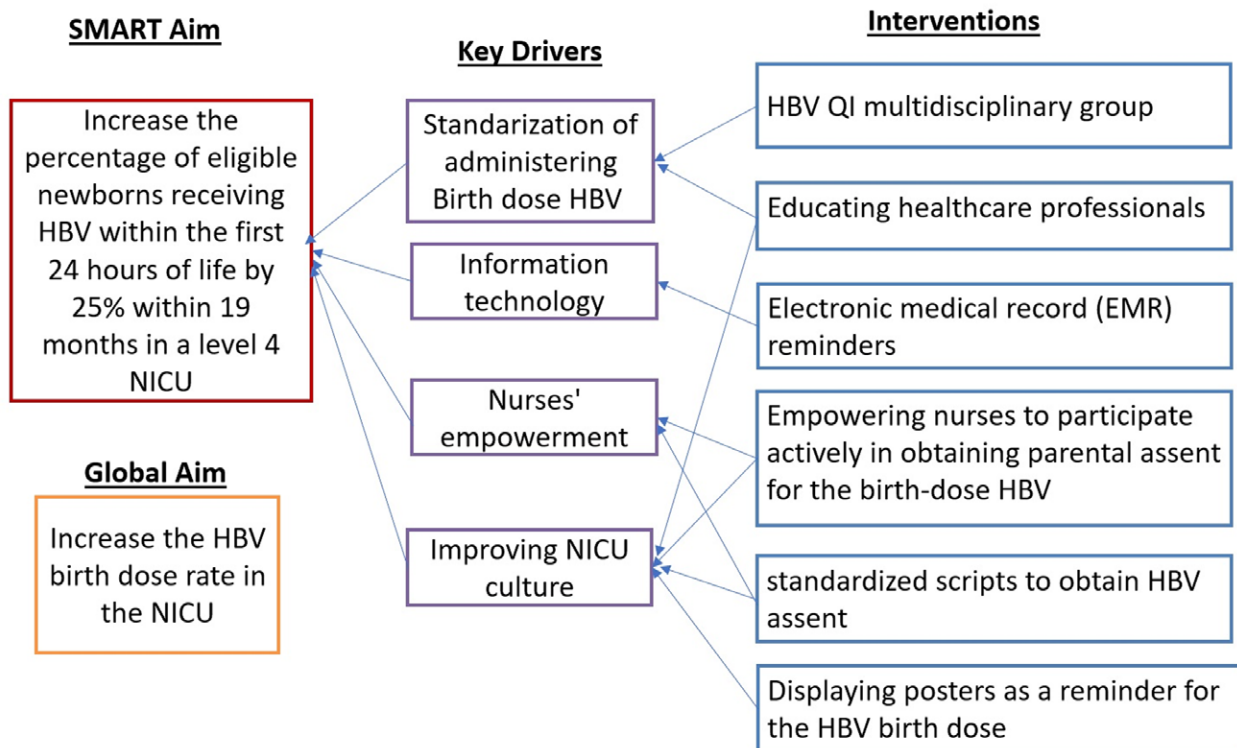 SMART Aim
Increase the
percentage of eligible
newborns receiving
HBV within the first
24 hours of life by
25% within 19
months in a level 4
NICU
Global Aim
Increase the HBV
birth dose rate in
the NICU
Key Drivers
Standarization of
administering
Birth dose HBV
Information
technology
Nurses'
empowerment
Improving NICU
culture
Interventions
HBV QI multidisciplinary group
Educating healthcare professionals
Electronic medical record (EMR)
reminders
Empowering nurses to participate
actively in obtaining parental assent
for the birth-dose HBV
standardized scripts to obtain HBV
assent
Displaying posters as a reminder for
the HBV birth dose